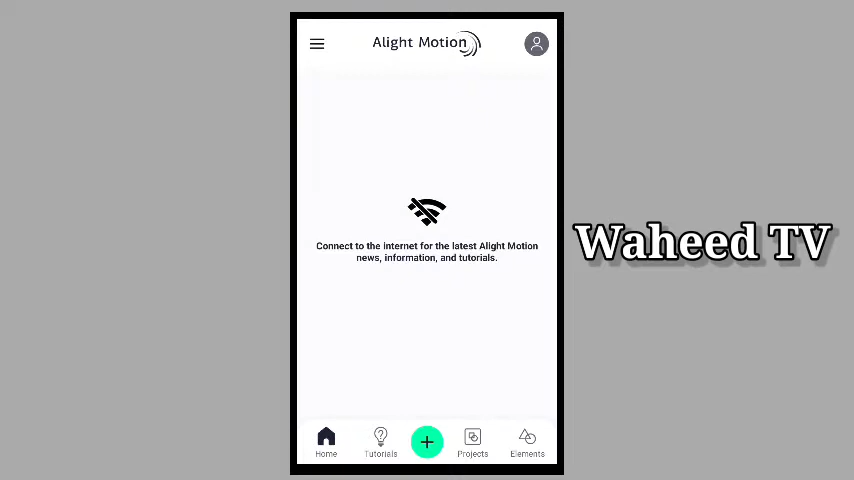 Alight Motion
Connect to the internet for the latest Alight Motion
news, information, and tutorials.
Waheed TV
Home
Tutorials
Projects
Elements